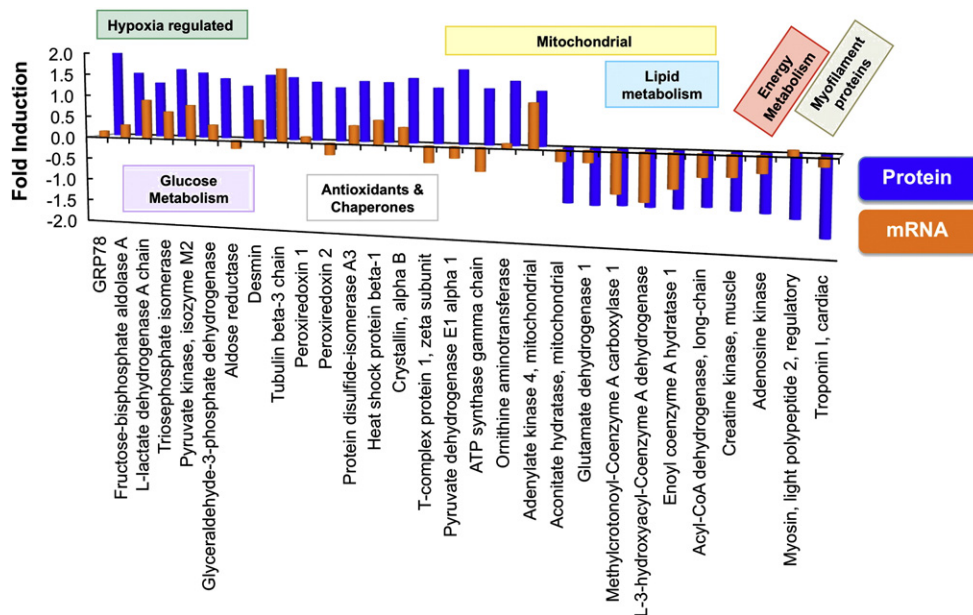 Hypoxia regulated
Mitochondrial
Lipid
metabolism
Energy
Metabolism
Myofilament
proteins
Fold Induction
2.0
1.5
1.0
0.5
0.0
-0.5
-1.0
-1.5
-2.0
Glucose
Metabolism
Antioxidants &
Chaperones
Protein
mRNA
GRP78
Fructose-bisphosphate aldolase A
L-lactate dehydrogenase A chain
Triosephate isomerase
Pyruvate kinase, isozyme M2
Glyceraldehyde-3-phosphate dehydrogenase
Aldose reductase
Desmin
Tubulin beta-3 chain
Peroxiredoxin 1
Peroxiredoxin 2
Protein disulfide-isomerase A3
Heat shock protein beta-1
Crystallin, alpha B
T-complex protein 1, zeta subunit
Pyruvate dehydrogenase E1 alpha 1
ATP synthase gamma chain
Ornithine aminotransferase
Adenylate kinase 4, mitochondrial
Aconitate hydratase, mitochondrial
Glutamate dehydrogenase 1
Methylcrotonoyl-Coenzyme A carboxylase 1
L-3-hydroxyacyl-Coenzyme A dehydrogenase
Enoyl coenzyme A hydratase 1
Acyl-CoA dehydrogenase, long-chain
Creatine kinase, muscle
Adenosine kinase
Myosin, light polypeptide 2, regulatory
Troponin I, cardiac